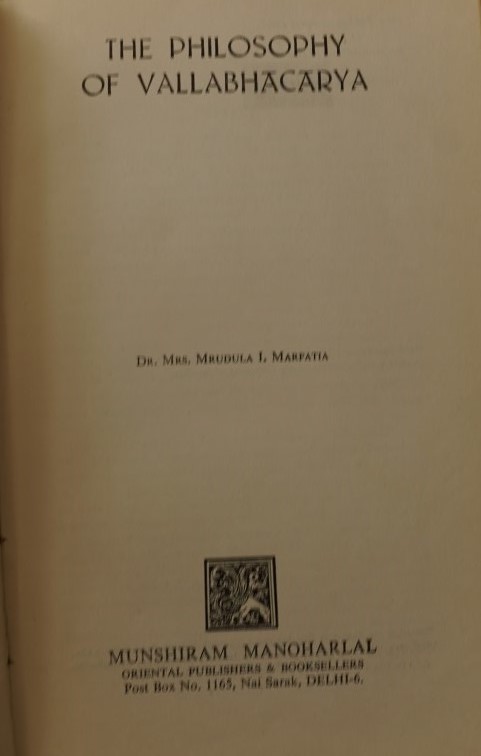 THE PHILOSOPHY
OF VALLABHĀCĀRYA
DR. MRS. MRUDULA I. MARFATIA
MUNSHIRAM MANOHARLAL
ORIENTAL PUBLISHERS & BOOKSELLERS
Post Box No. 1165, Nai Sarak, DELHI-6.